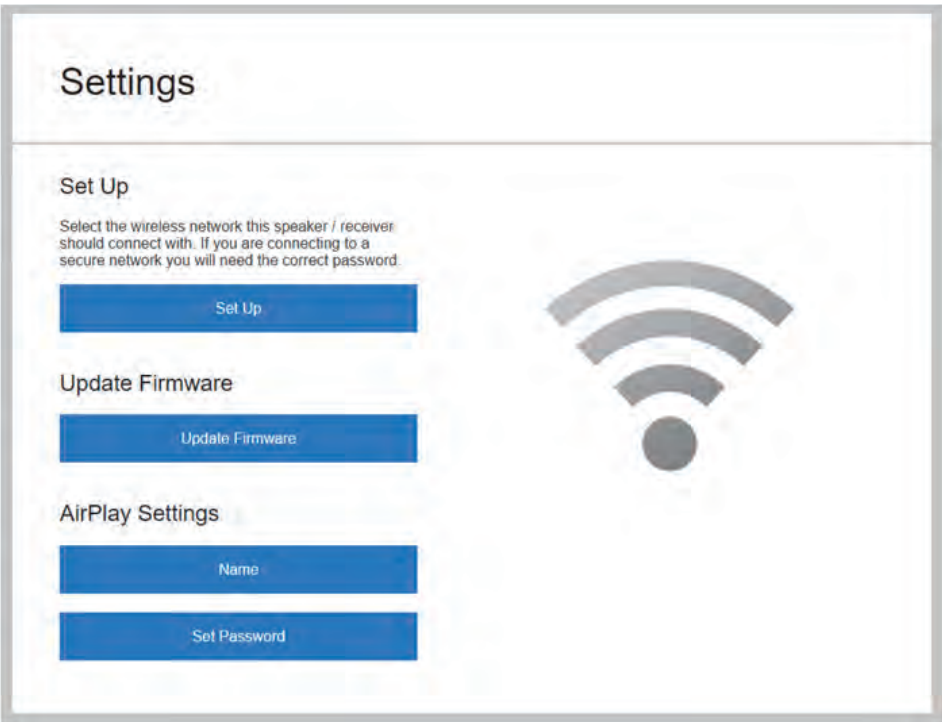 Settings
Set Up
Select the wireless network this speaker / receiver
should connect with. If you are connecting to a
secure network you will need the correct password.
Set Up
Update Firmware
Update Firmware
AirPlay Settings
Name
Set Password